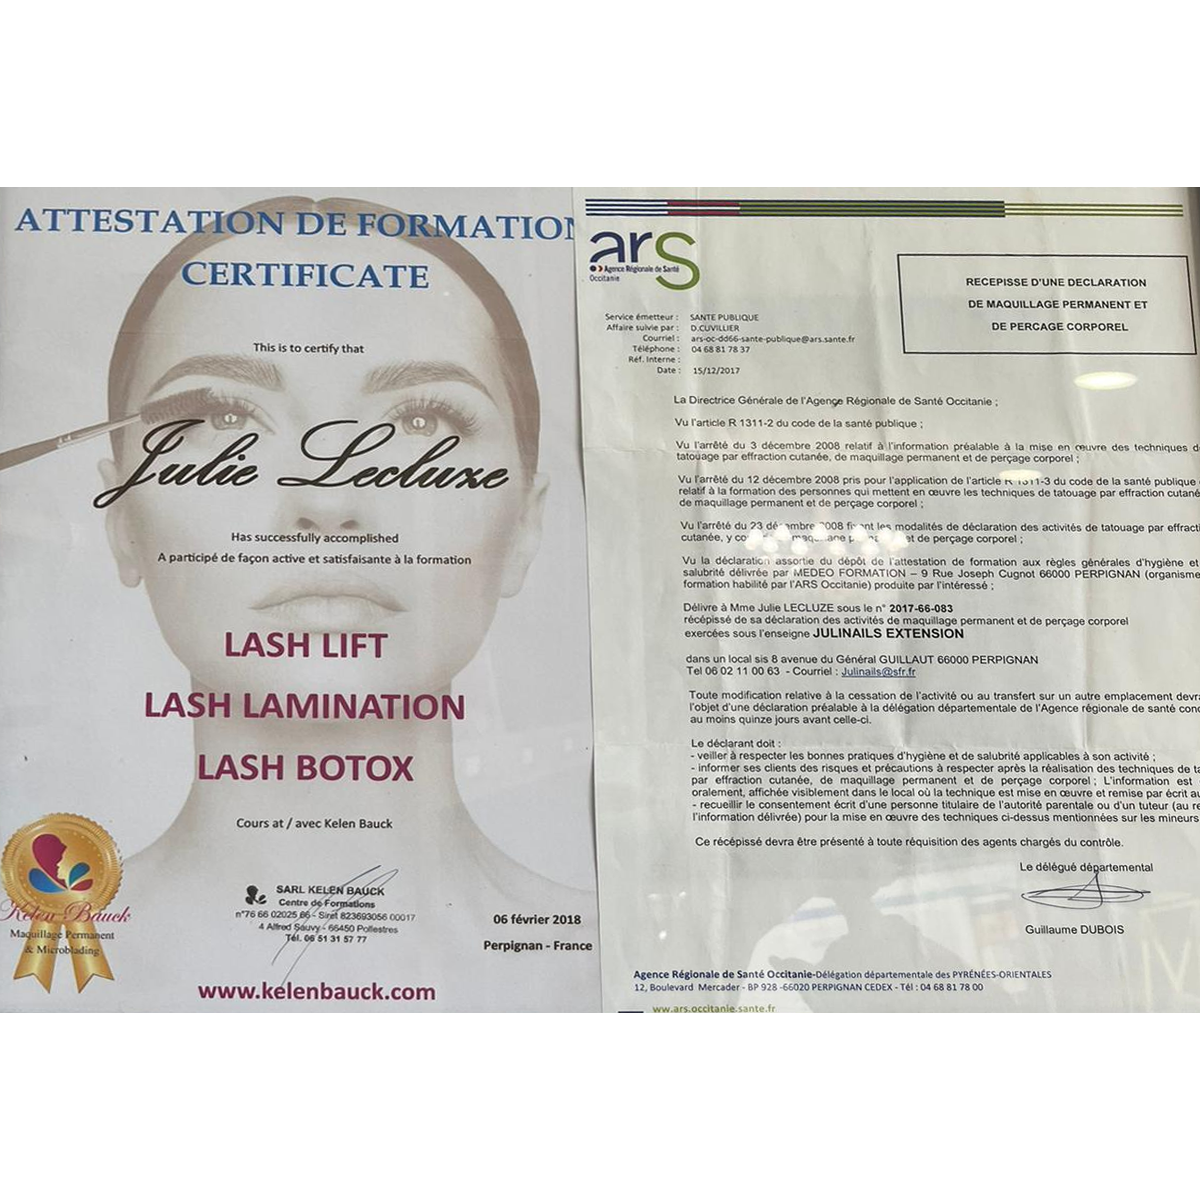 ATTESTATION DE FORMATION
CERTIFICATE
This is to certify that
Julie Lecluze
Has successfully accomplished
A participé de façon active et satisfaisante à la formation
LASH LIFT
LASH LAMINATION
LASH BOTOX
Cours at / avec Kelen Bauck
Kelen Bauck
Maquillage Permanent
& Microblading
SARL KELEN BAUCK
Centre de Formations
n°76 66 02025 66 - Siret 823693056 00017
4 Alfred Sauvy - 66450 Pollestres
Tél. 06 51 31 57 77
06 février 2018
Perpignan - France
www.kelenbauck.com
ars
Agence Régionale de Santé
Occitanie
RECEPISSE D'UNE DECLARATION
DE MAQUILLAGE PERMANENT ET
DE PERCAGE CORPOREL
Service émetteur : SANTE PUBLIQUE
Affaire suivie par : D.CUVILLIER
Courriel : ars-oc-dd66-sante-publique@ars.sante.fr
Téléphone : 04 68 81 78 37
Réf. Interne :
Date : 15/12/2017
La Directrice Générale de l'Agence Régionale de Santé Occitanie ;
Vu l'article R 1311-2 du code de la santé publique ;
Vu l'arrêté du 3 décembre 2008 relatif à l'information préalable à la mise en œuvre des techniques d
tatouage par effraction cutanée, de maquillage permanent et de perçage corporel ;
Vu l'arrêté du 12 décembre 2008 pris pour l'application de l'article R 1311-3 du code de la santé publique
relatif à la formation des personnes qui mettent en œuvre les techniques de tatouage par effraction cutané
de maquillage permanent et de perçage corporel ;
Vu l'arrêté du 23 décembre 2008 fixant les modalités de déclaration des activités de tatouage par effracti
cutanée, y co maquillage et de perçage corporel ;
Vu la déclaration assortie du dépôt de l'attestation de formation aux règles générales d'hygiène et
salubrité délivrée par MEDEO FORMATION – 9 Rue Joseph Cugnot 66000 PERPIGNAN (organisme
formation habilité par l'ARS Occitanie) produite par l'intéressé ;
Délivre à Mme Julie LECLUZE sous le n° 2017-66-083
récépissé de sa déclaration des activités de maquillage permanent et de perçage corporel
exercées sous l'enseigne JULINAILS EXTENSION
dans un local sis 8 avenue du Général GUILLAUT 66000 PERPIGNAN
Tel 06 02 11 00 63 - Courriel : Julinails@sfr.fr
Toute modification relative à la cessation de l'activité ou au transfert sur un autre emplacement devra
l'objet d'une déclaration préalable à la délégation départementale de l'Agence régionale de santé conc
au moins quinze jours avant celle-ci.
Le déclarant doit :
- veiller à respecter les bonnes pratiques d'hygiène et de salubrité applicables à son activité ;
- informer ses clients des risques et précautions à respecter après la réalisation des techniques de ta
par effraction cutanée, de maquillage permanent et de perçage corporel ; L'information est
oralement, affichée visiblement dans le local où la technique est mise en œuvre et remise par écrit au
- recueillir le consentement écrit d'une personne titulaire de l'autorité parentale ou d'un tuteur (au re
l'information délivrée) pour la mise en œuvre des techniques ci-dessus mentionnées sur les mineurs
Ce récépissé devra être présenté à toute réquisition des agents chargés du contrôle.
Le délégué départemental
Guillaume DUBOIS
Agence Régionale de Santé Occitanie-Délégation départementale des PYRÉNÉES-ORIENTALES
12, Boulevard Mercader - BP 928 -66020 PERPIGNAN CEDEX - Tél : 04 68 81 78 00
www.ars.occitanie.sante.fr